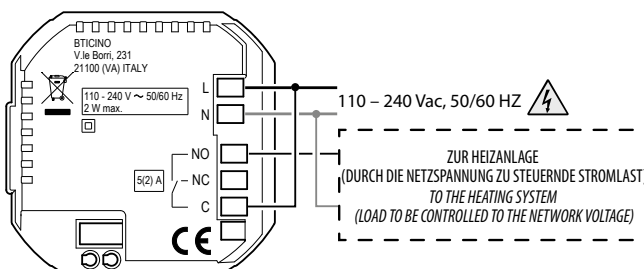 BTICINO
V.le Borri, 231
21100 (VA) ITALY
110 - 240 V ~ 50/60 Hz
2 W max.
L
N
NO
NC
C
5(2) A
CE
110 – 240 Vac, 50/60 HZ
ZUR HEIZANLAGE
(DURCH DIE NETZSPANNUNG ZU STEUERNDE STROMLAST)
TO THE HEATING SYSTEM
(LOAD TO BE CONTROLLED TO THE NETWORK VOLTAGE)